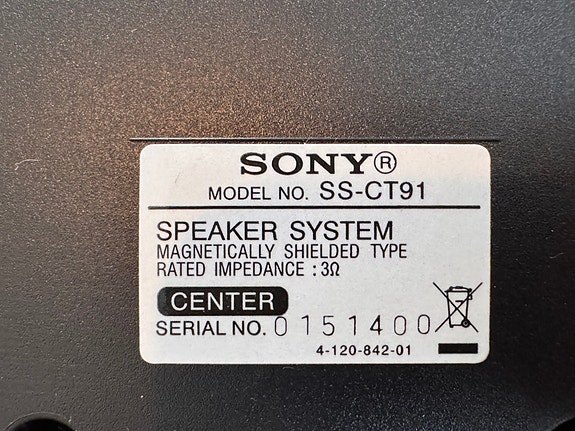 SONY®
MODEL NO. SS-CT91
SPEAKER SYSTEM
MAGNETICALLY SHIELDED TYPE
RATED IMPEDANCE : 3Ω
CENTER
SERIAL NO. 0151400
4-120-842-01